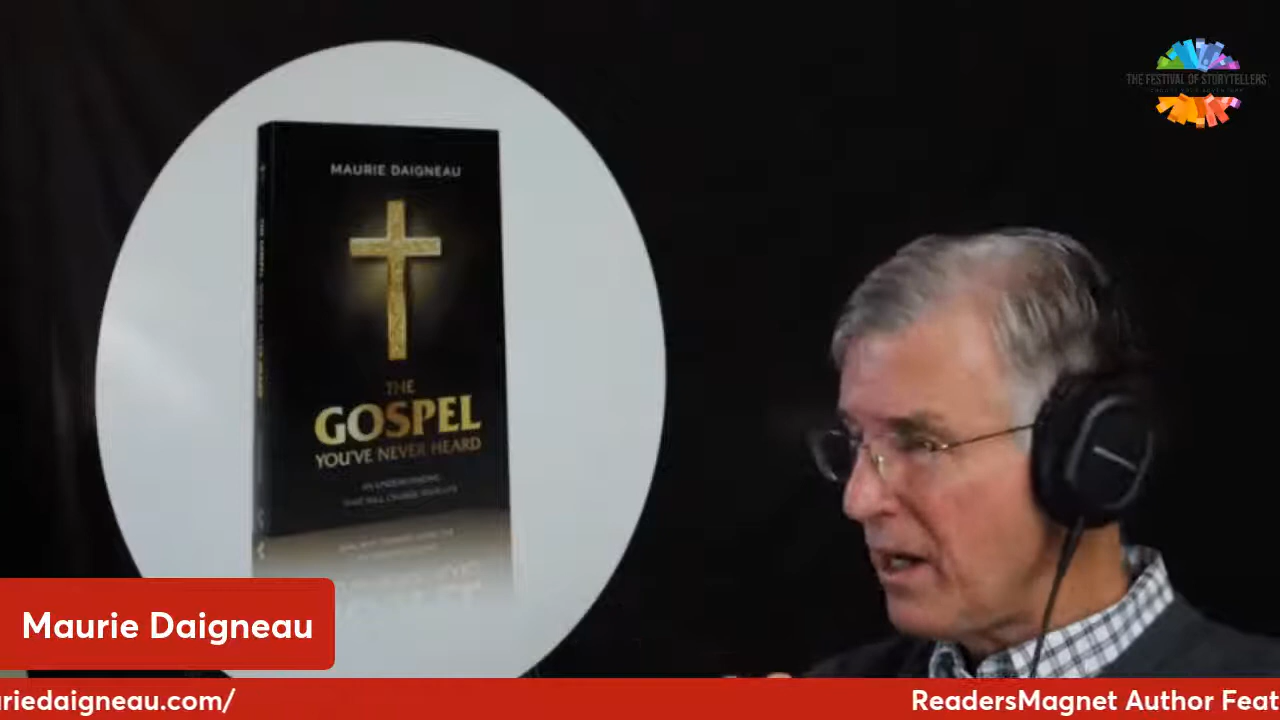 THE FESTIVAL OF STORYTELLERS
MAURIE DAIGNEAU
THE
GOSPEL
YOU'VE NEVER HEARD
Maurie Daigneau
uriedaigneau.com/
ReadersMagnet Author Feat